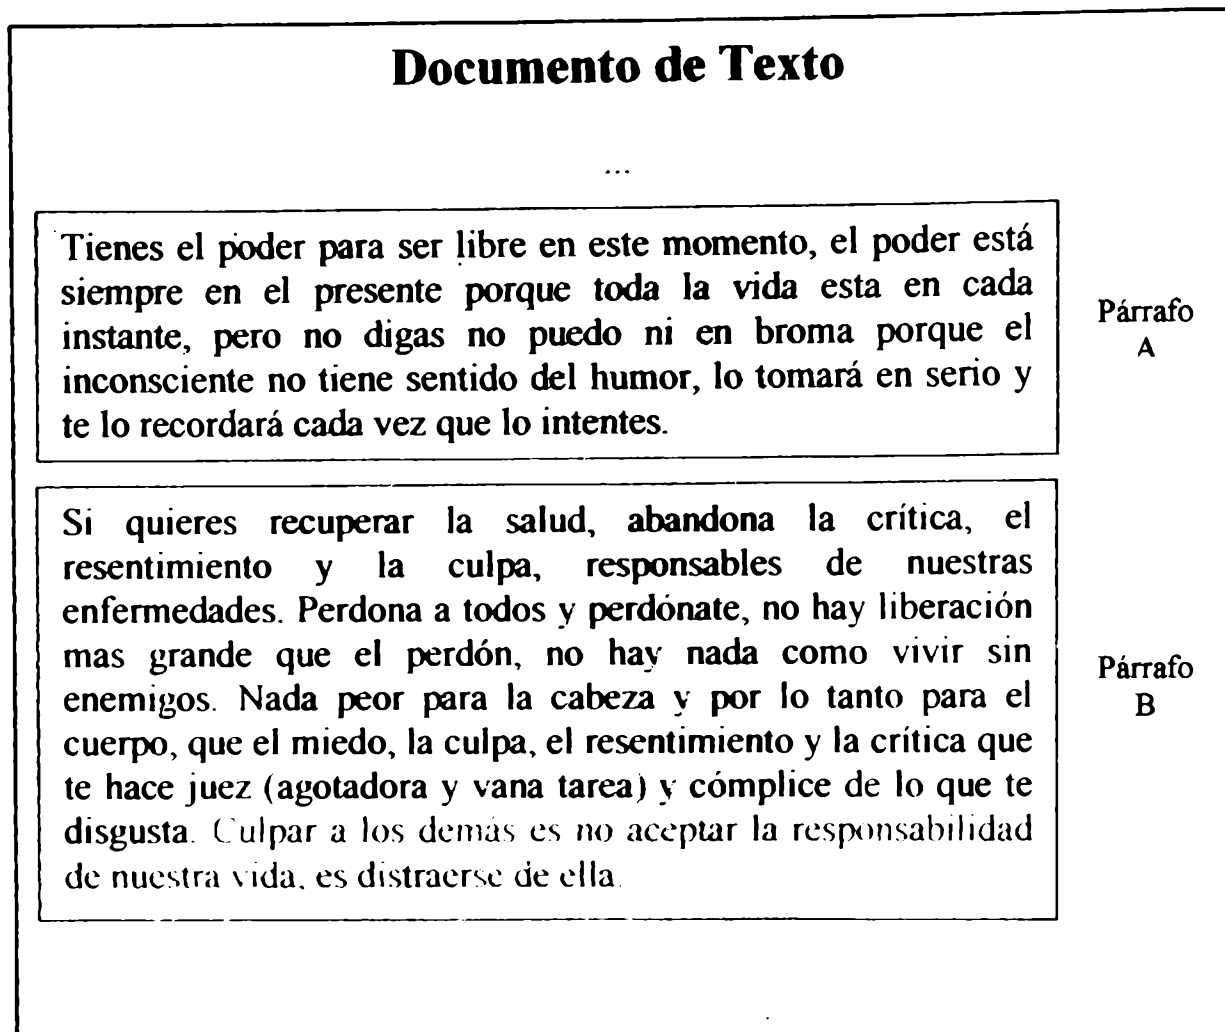 Documento de Texto
...
Tienes el poder para ser libre en este momento, el poder está
siempre en el presente porque toda la vida esta en cada
instante, pero no digas no puedo ni en broma porque el
inconsciente no tiene sentido del humor, lo tomará en serio y
te lo recordará cada vez que lo intentes.
Párrafo
A
Si quieres recuperar la salud, abandona la crítica, el
resentimiento y la culpa, responsables de nuestras
enfermedades. Perdona a todos y perdónate, no hay liberación
mas grande que el perdón, no hay nada como vivir sin
enemigos. Nada peor para la cabeza y por lo tanto para el
cuerpo, que el miedo, la culpa, el resentimiento y la crítica que
te hace juez (agotadora y vana tarea) y cómplice de lo que te
disgusta. Culpar a los demás es no aceptar la responsabilidad
de nuestra vida, es distraerse de ella.
Párrafo
B